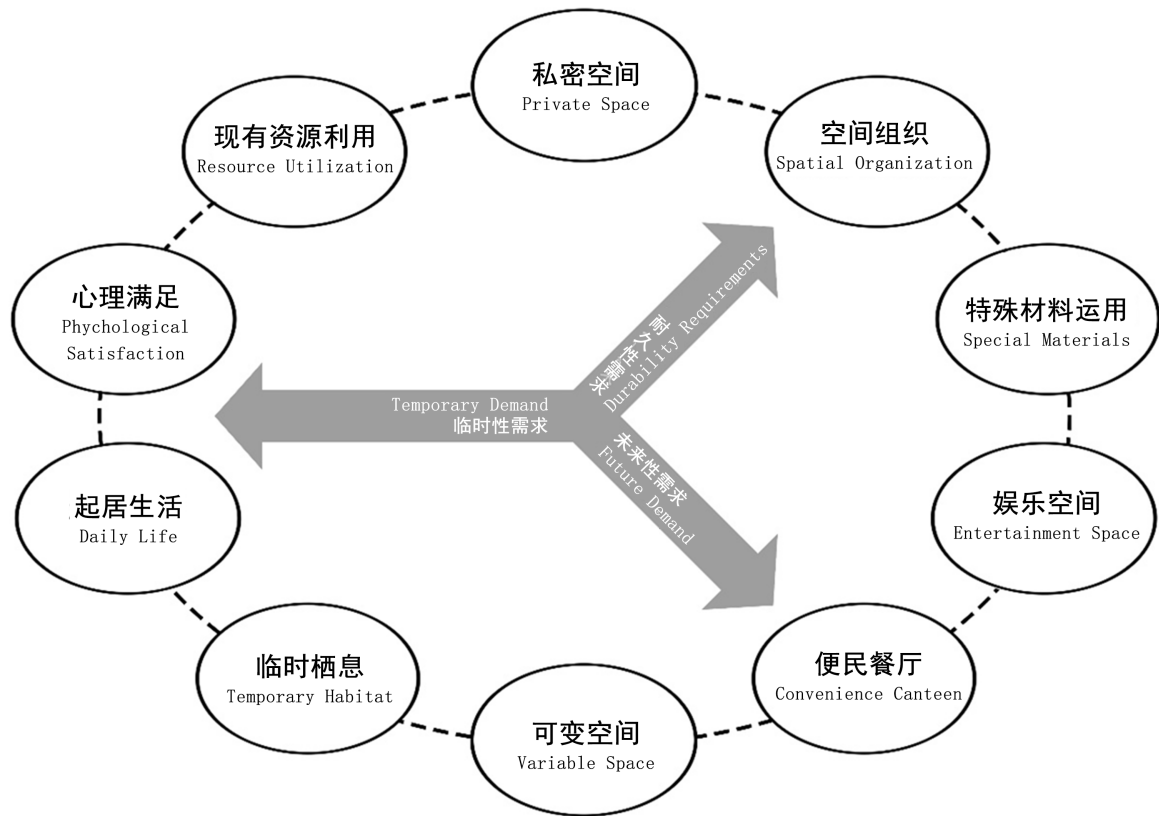 私密空间
Private Space
现有资源利用
Resource Utilization
空间组织
Spatial Organization
心理满足
Phychological
Satisfaction
特殊材料运用
Special Materials
耐久性需求
Durability Requirements
Temporary Demand
临时性需求
未来性需求
Future Demand
起居生活
Daily Life
娱乐空间
Entertainment Space
临时栖息
Temporary Habitat
便民餐厅
Convenience Canteen
可变空间
Variable Space